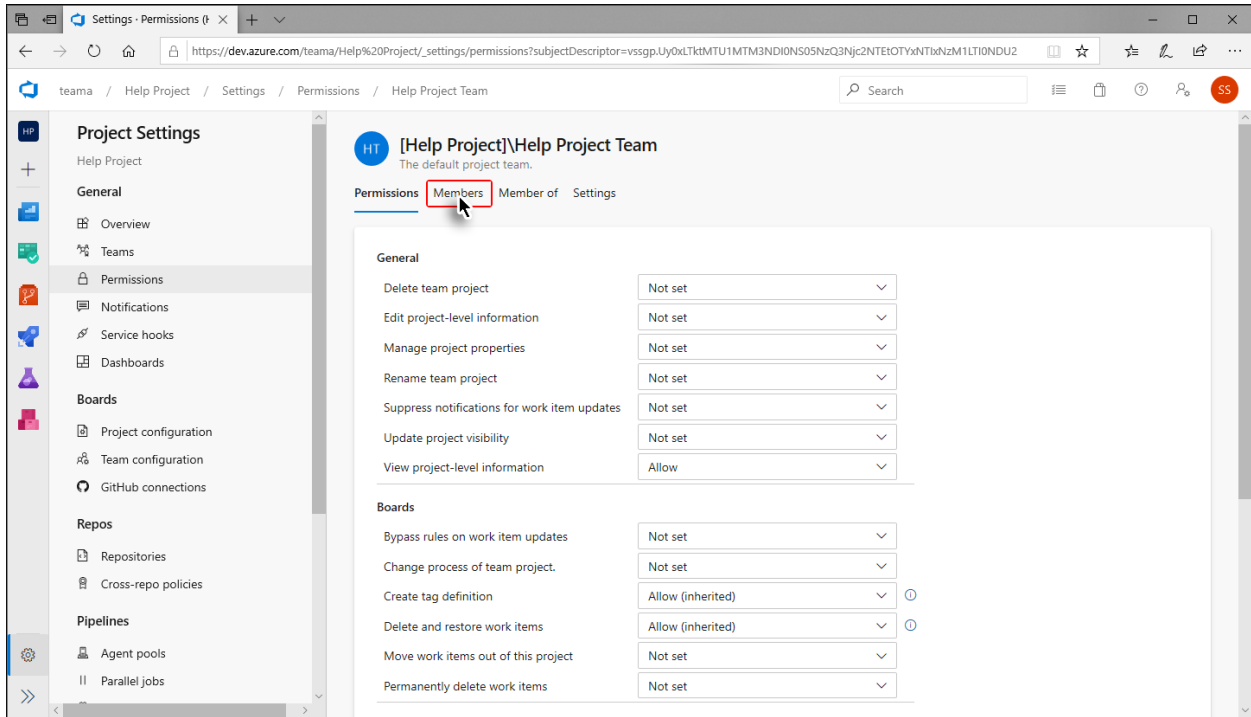 Settings · Permissions (H
https://dev.azure.com/teama/Help%20Project/_settings/permissions?subjectDescriptor=vssgp.Uy0xLTktMTU1MTM3NDI0NS05NzQ3Njc2NTEtOTYxNTIxNzM1LTI0NDU2
teama / Help Project / Settings / Permissions / Help Project Team
Search
SS
HP
Project Settings
Help Project
General
Overview
Teams
Permissions
Notifications
Service hooks
Dashboards
Boards
Project configuration
Team configuration
GitHub connections
Repos
Repositories
Cross-repo policies
Pipelines
Agent pools
Parallel jobs
HT
[Help Project]\Help Project Team
The default project team.
Permissions Members Member of Settings
General
Delete team project Not set
Edit project-level information Not set
Manage project properties Not set
Rename team project Not set
Suppress notifications for work item updates Not set
Update project visibility Not set
View project-level information Allow
Boards
Bypass rules on work item updates Not set
Change process of team project. Not set
Create tag definition Allow (inherited)
Delete and restore work items Allow (inherited)
Move work items out of this project Not set
Permanently delete work items Not set